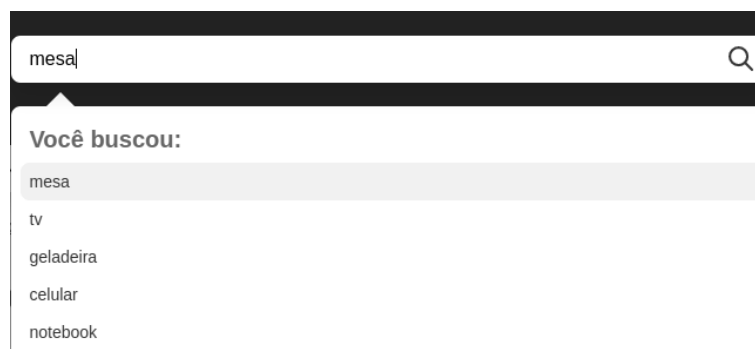 mesa
Você buscou:
mesa
tv
geladeira
celular
notebook